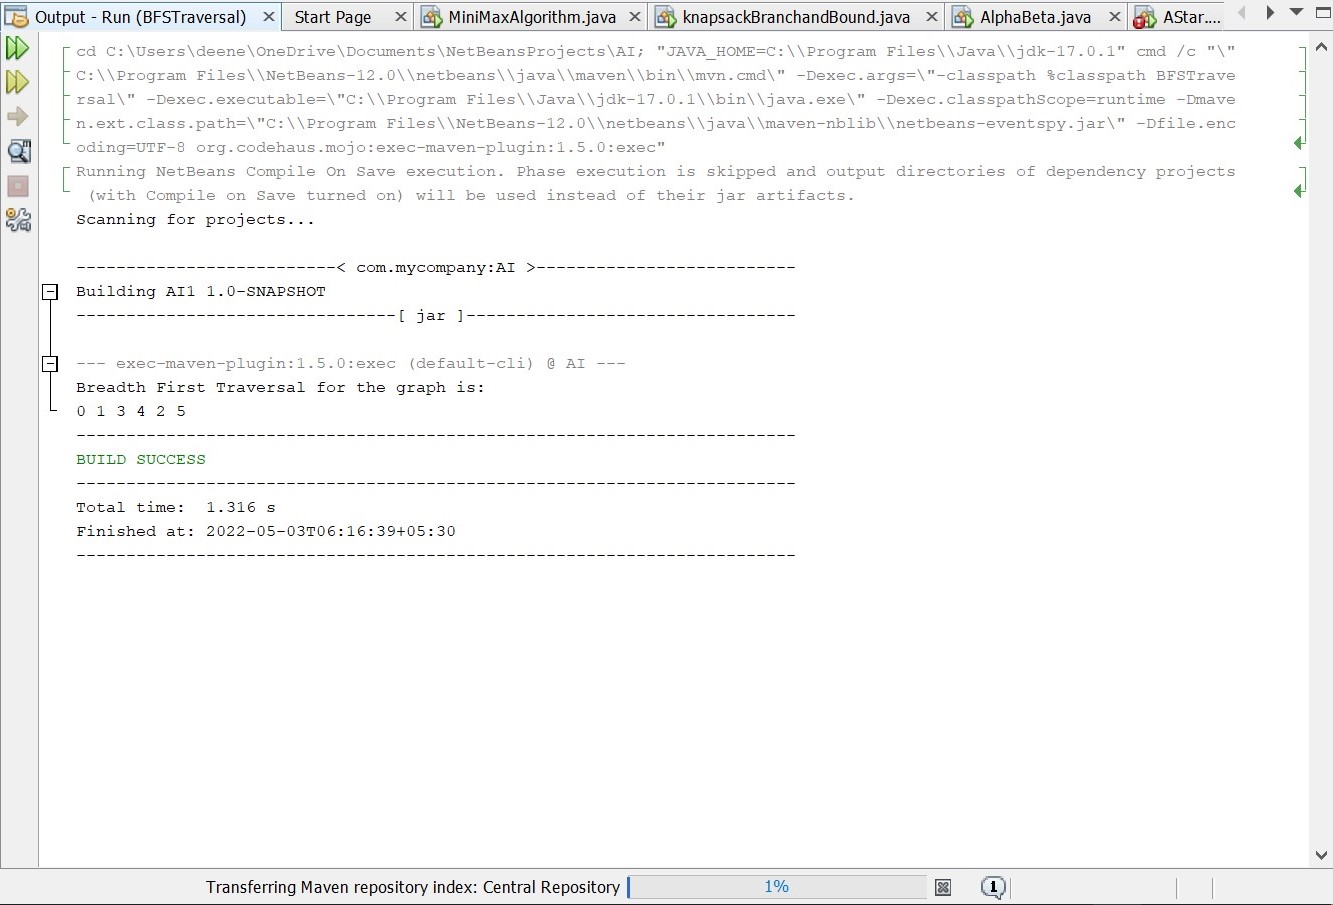 Output - Run (BFSTraversal) Start Page MiniMaxAlgorithm.java knapsackBranchandBound.java AlphaBeta.java AStar....
cd C:\Users\deene\OneDrive\Documents\NetBeansProjects\AI; "JAVA_HOME=C:\\Program Files\\Java\\jdk-17.0.1" cmd /c "\"
C:\\Program Files\\NetBeans-12.0\\netbeans\\java\\maven\\bin\\mvn.cmd\" -Dexec.args=\"-classpath %classpath BFSTrave
rsal\" -Dexec.executable=\"C:\\Program Files\\Java\\jdk-17.0.1\\bin\\java.exe\" -Dexec.classpathScope=runtime -Dmave
n.ext.class.path=\"C:\\Program Files\\NetBeans-12.0\\netbeans\\java\\maven-nblib\\netbeans-eventspy.jar\" -Dfile.enc
oding=UTF-8 org.codehaus.mojo:exec-maven-plugin:1.5.0:exec"
Running NetBeans Compile On Save execution. Phase execution is skipped and output directories of dependency projects
(with Compile on Save turned on) will be used instead of their jar artifacts.
Scanning for projects...
--------------------------< com.mycompany:AI >--------------------------
Building AI1 1.0-SNAPSHOT
--------------------------------[ jar ]---------------------------------
--- exec-maven-plugin:1.5.0:exec (default-cli) @ AI ---
Breadth First Traversal for the graph is:
0 1 3 4 2 5
------------------------------------------------------------------------
BUILD SUCCESS
------------------------------------------------------------------------
Total time:  1.316 s
Finished at: 2022-05-03T06:16:39+05:30
------------------------------------------------------------------------
Transferring Maven repository index: Central Repository 1% 1